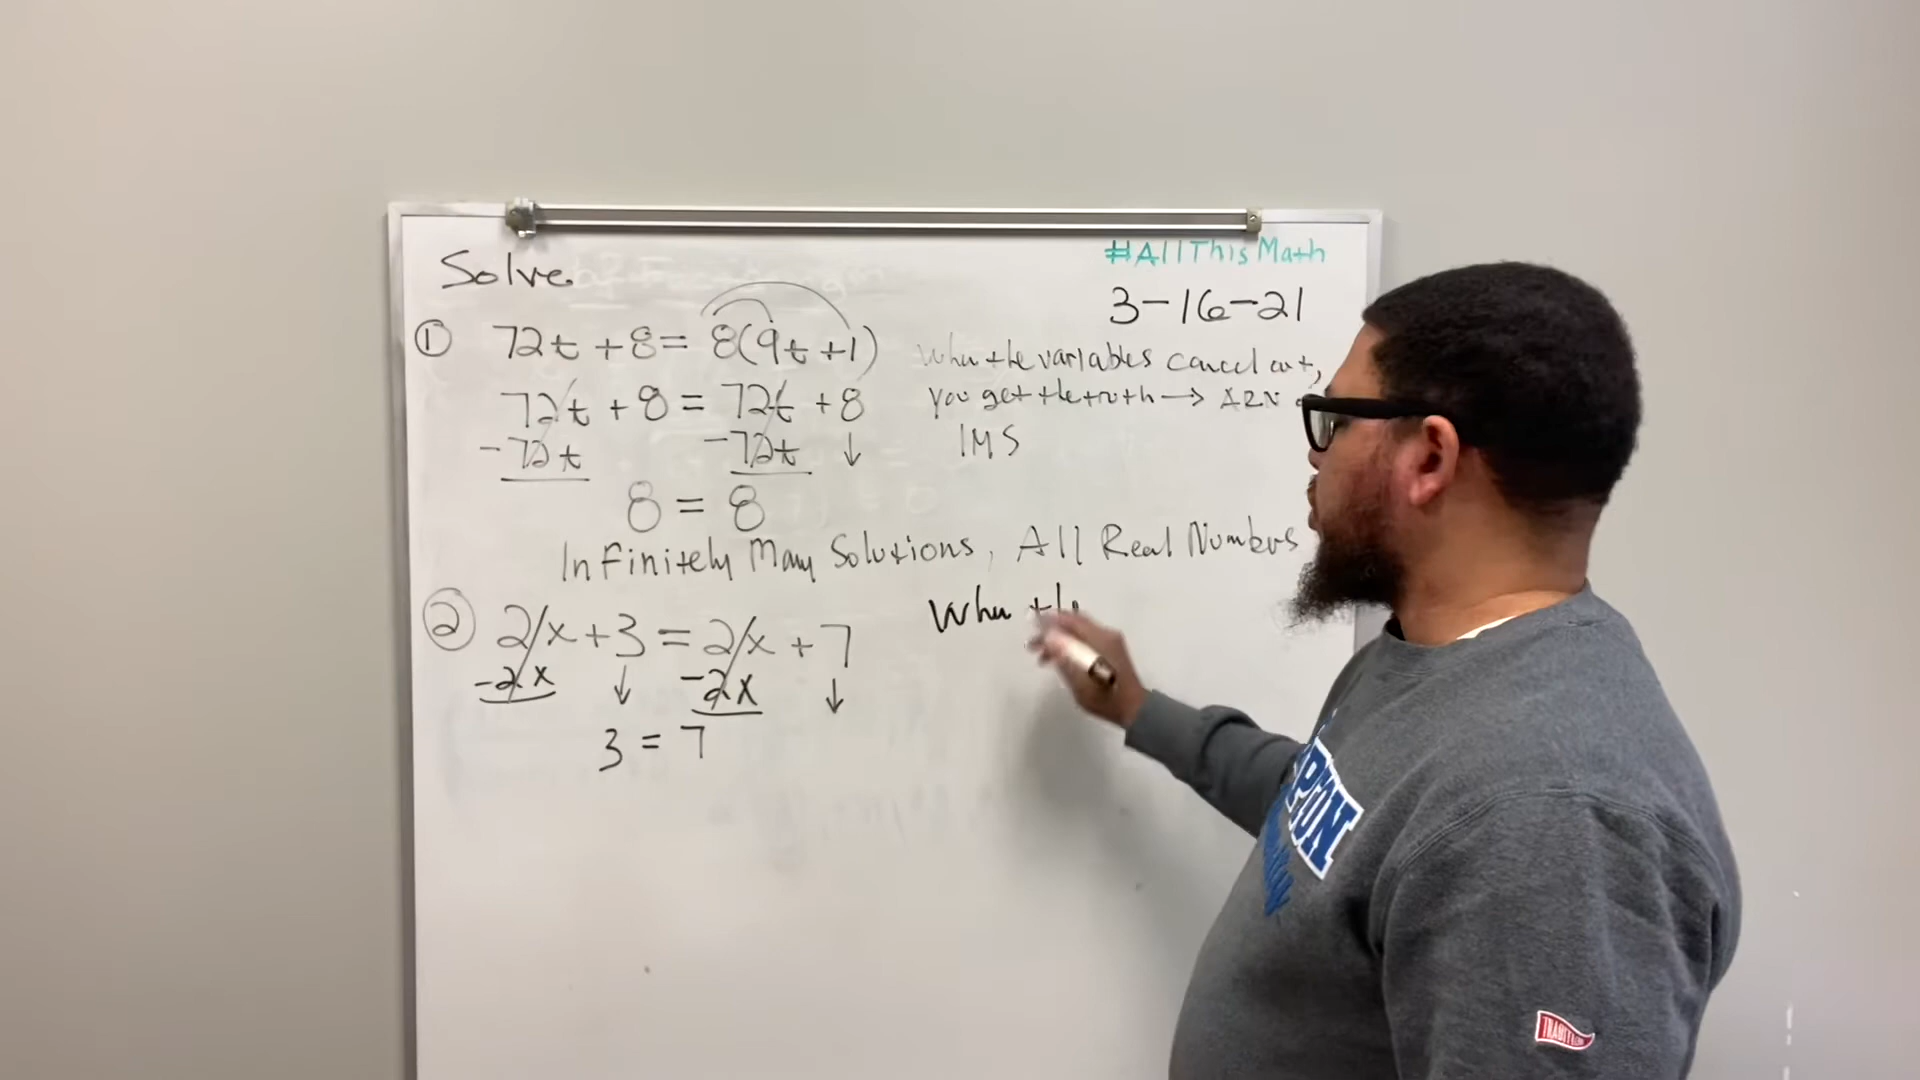 Solve
#AllThisMath
3-16-21
① 72t + 8 = 8(9t + 1)
72t + 8 = 72t + 8
-72t -72t ↓
8 = 8
When the variables cancel out,
you get the truth → ARN
IMS
Infinitely Many Solutions, All Real Numbers
② 2x + 3 = 2x + 7
-2x ↓ -2x ↓
3 = 7
When the
TRADITION